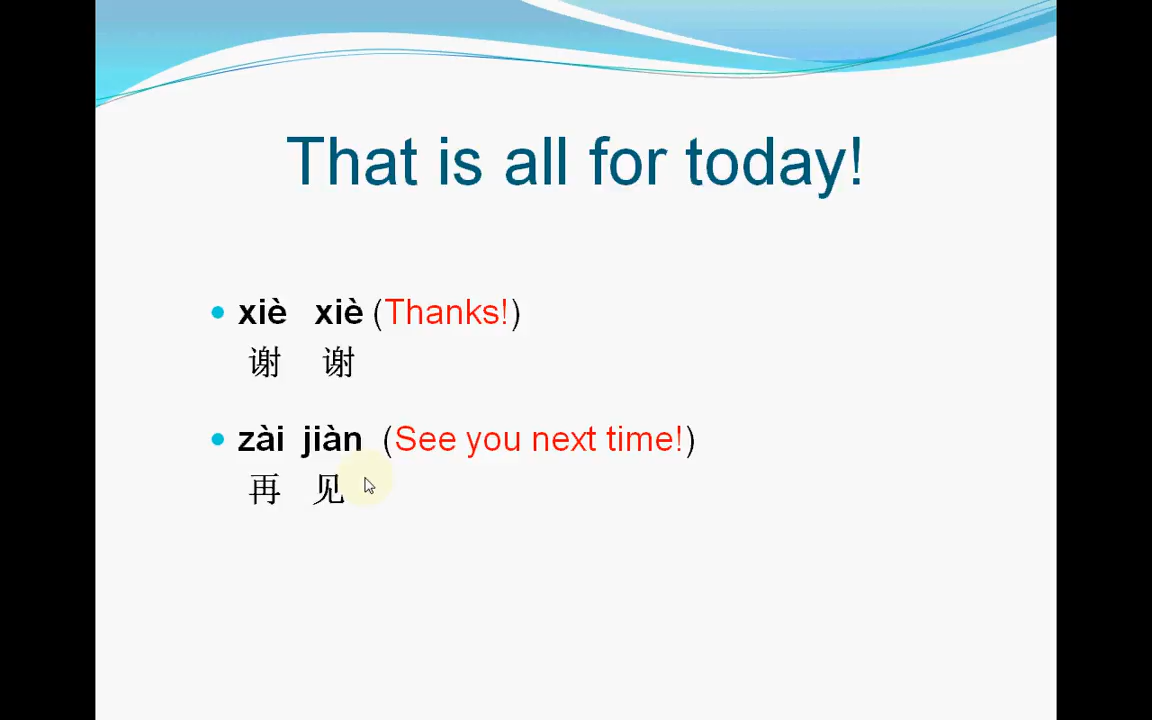 That is all for today!
• xiè xiè (Thanks!)
谢 谢
• zài jiàn (See you next time!)
再 见